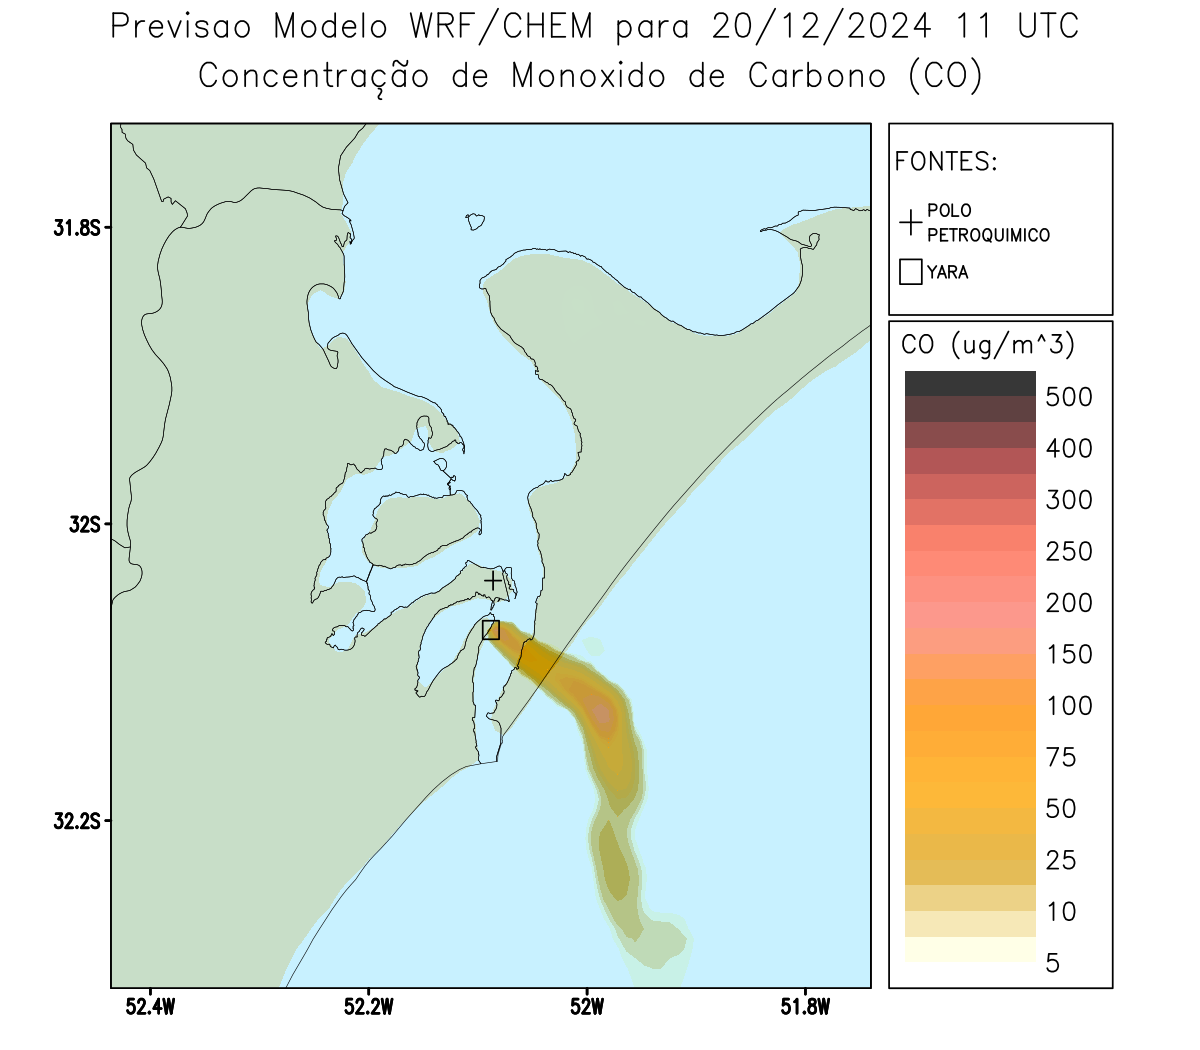 Previsao Modelo WRF/CHEM para 20/12/2024 11 UTC
Concentração de Monoxido de Carbono (CO)
FONTES:
POLO
PETROQUIMICO
YARA
CO (ug/m^3)
500
400
300
250
200
150
100
75
50
25
10
5
31.8S
32S
32.2S
52.4W
52.2W
52W
51.8W